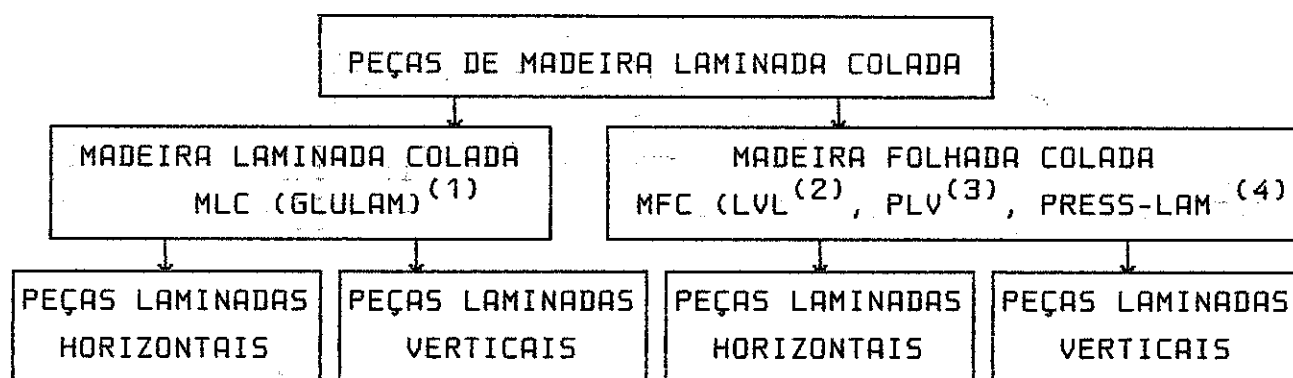 PEÇAS DE MADEIRA LAMINADA COLADA
MADEIRA LAMINADA COLADA
MLC (GLULAM)(1)
MADEIRA FOLHADA COLADA
MFC (LVL(2), PLV(3), PRESS-LAM (4)
PEÇAS LAMINADAS
HORIZONTAIS
PEÇAS LAMINADAS
VERTICAIS
PEÇAS LAMINADAS
HORIZONTAIS
PEÇAS LAMINADAS
VERTICAIS